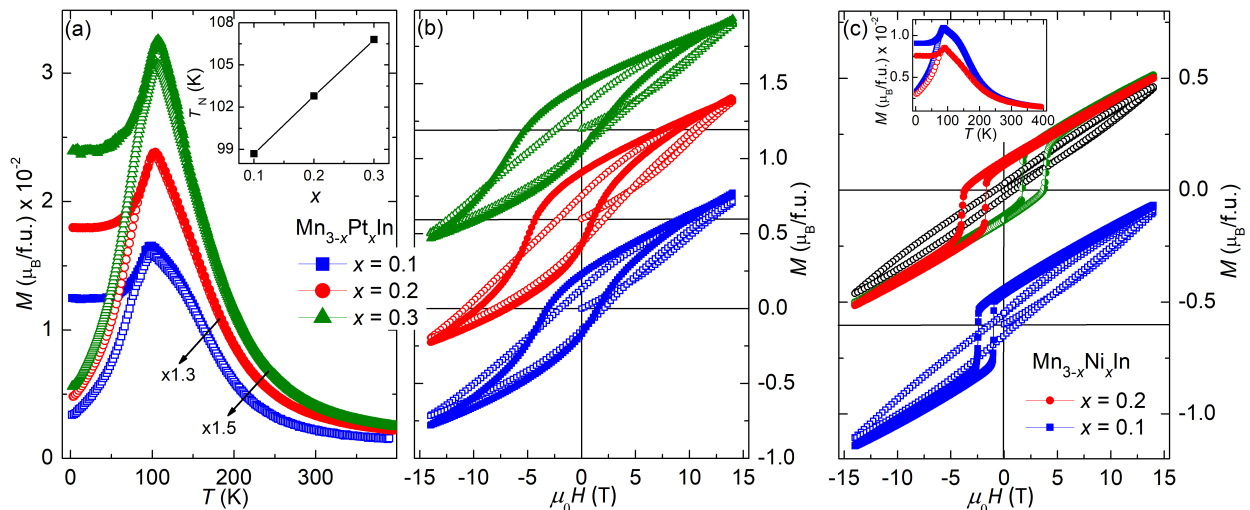 (a)
M (μB/f.u.) x 10-2
3
2
1
0
0
100
200
300
T (K)
TN (K)
108
105
102
99
0.1
0.2
0.3
x
Mn3-xPtxIn
x = 0.1
x = 0.2
x = 0.3
x1.3
x1.5
(b)
1.5
1.0
0.5
0.0
-0.5
-1.0
M (μB/f.u.)
-15
-10
-5
0
5
10
15
μ0H (T)
(c)
M (μB/f.u.) x 10-2
1.0
0.5
0
100
200
300
400
T (K)
0.5
0.0
-0.5
-1.0
M (μB/f.u.)
Mn3-xNixIn
x = 0.2
x = 0.1
-15
-10
-5
0
5
10
15
μ0H (T)